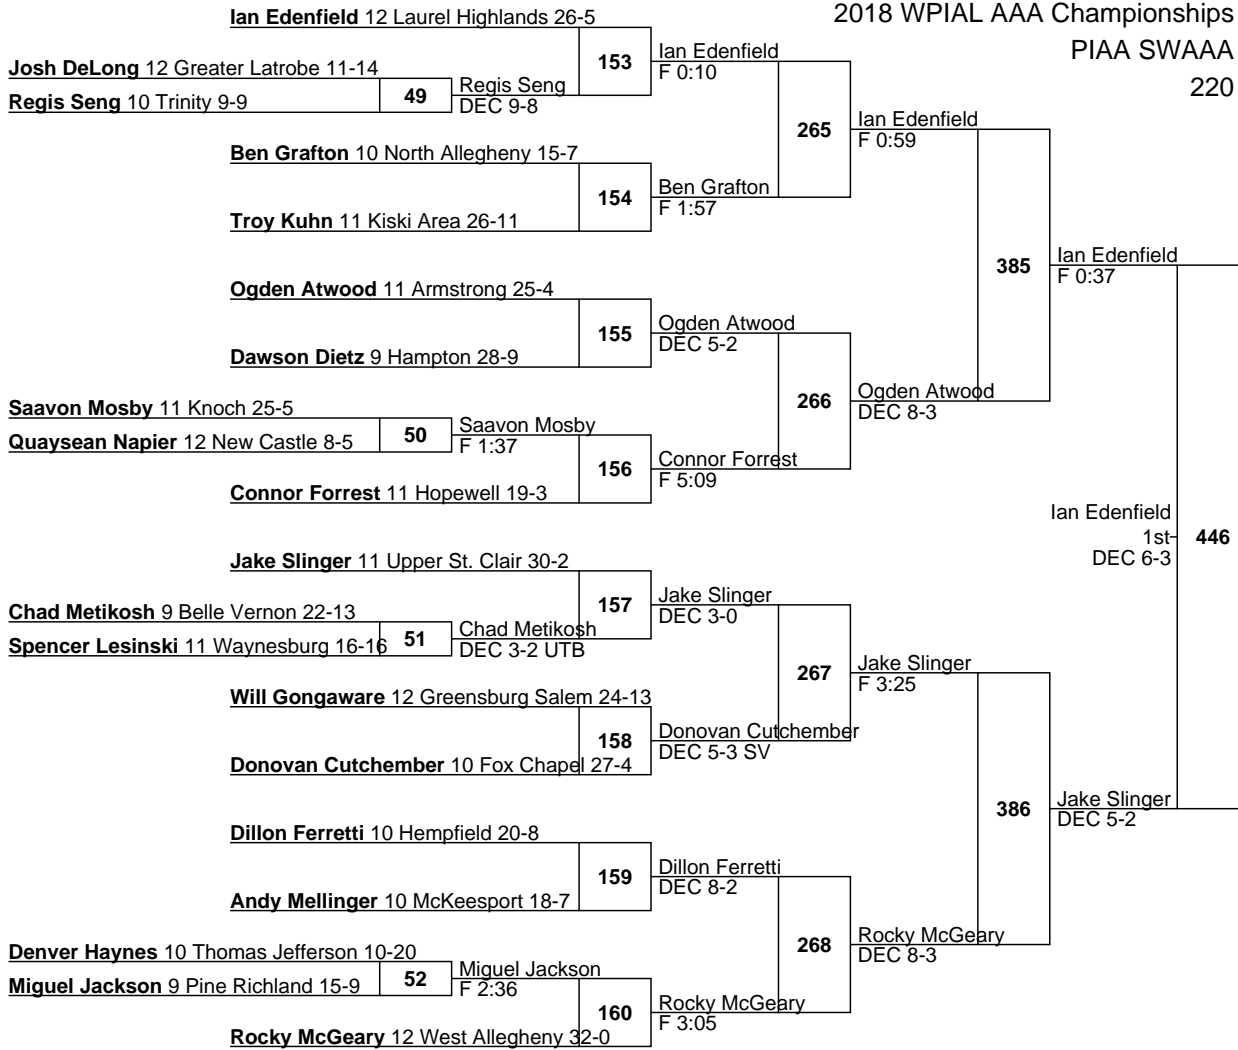 2018 WPIAL AAA Championships
PIAA SWAAA
220
Ian Edenfield 12 Laurel Highlands 26-5
153
Ian Edenfield
F 0:10
Josh DeLong 12 Greater Latrobe 11-14
49
Regis Seng
DEC 9-8
Regis Seng 10 Trinity 9-9
265
Ian Edenfield
F 0:59
Ben Grafton 10 North Allegheny 15-7
154
Ben Grafton
F 1:57
Troy Kuhn 11 Kiski Area 26-11
385
Ian Edenfield
F 0:37
Ogden Atwood 11 Armstrong 25-4
155
Ogden Atwood
DEC 5-2
Dawson Dietz 9 Hampton 28-9
266
Ogden Atwood
DEC 8-3
Saavon Mosby 11 Knoch 25-5
50
Saavon Mosby
F 1:37
Quaysean Napier 12 New Castle 8-5
156
Connor Forrest
F 5:09
Connor Forrest 11 Hopewell 19-3
Ian Edenfield
1st
DEC 6-3
446
Jake Slinger 11 Upper St. Clair 30-2
157
Jake Slinger
DEC 3-0
Chad Metikosh 9 Belle Vernon 22-13
51
Chad Metikosh
DEC 3-2 UTB
Spencer Lesinski 11 Waynesburg 16-16
267
Jake Slinger
F 3:25
Will Gongaware 12 Greensburg Salem 24-13
158
Donovan Cutchember
DEC 5-3 SV
Donovan Cutchember 10 Fox Chapel 27-4
386
Jake Slinger
DEC 5-2
Dillon Ferretti 10 Hempfield 20-8
159
Dillon Ferretti
DEC 8-2
Andy Mellinger 10 McKeesport 18-7
268
Rocky McGeary
DEC 8-3
Denver Haynes 10 Thomas Jefferson 10-20
52
Miguel Jackson
F 2:36
Miguel Jackson 9 Pine Richland 15-9
160
Rocky McGeary
F 3:05
Rocky McGeary 12 West Allegheny 32-0